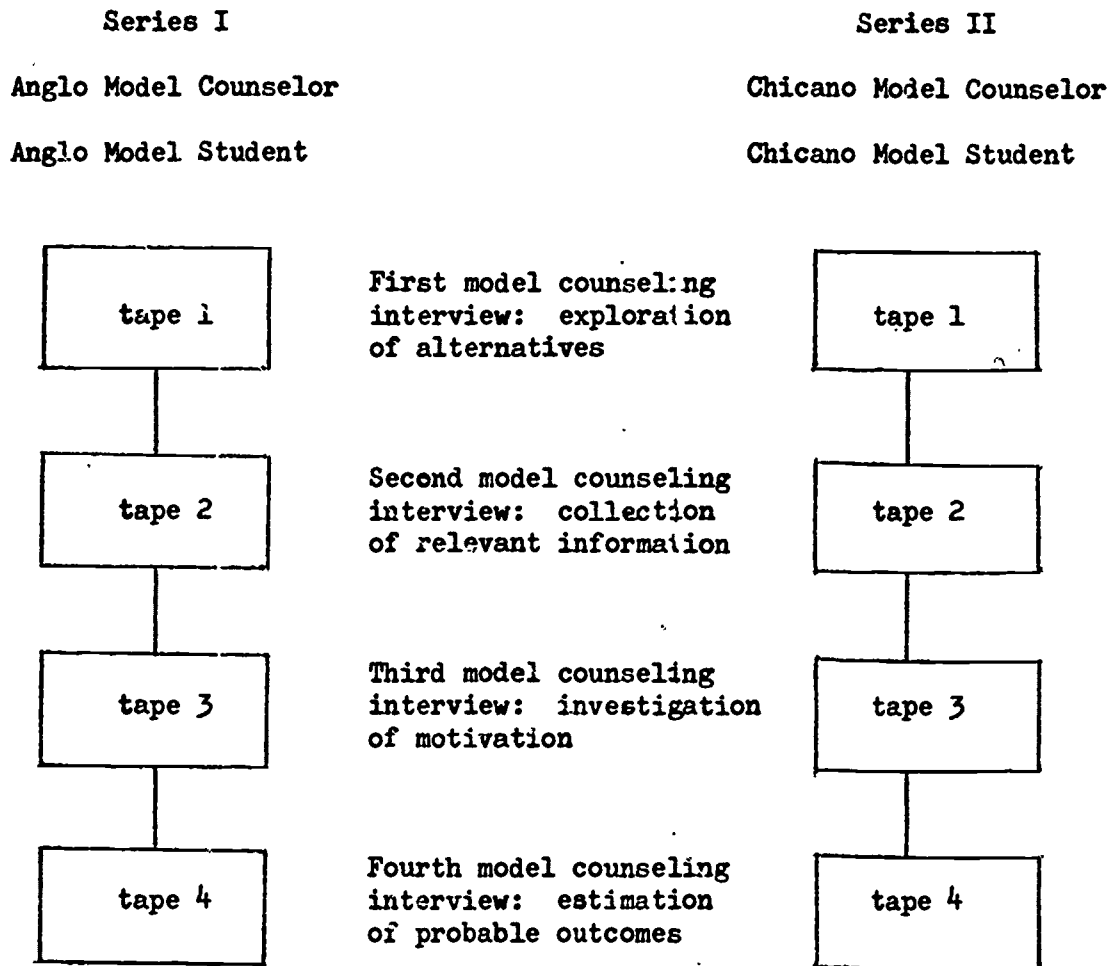 Series I
Series II
Anglo Model Counselor
Chicano Model Counselor
Anglo Model Student
Chicano Model Student
tape 1
First model counseling
interview: exploration
of alternatives
tape 1
tape 2
Second model counseling
interview: collection
of relevant information
tape 2
tape 3
Third model counseling
interview: investigation
of motivation
tape 3
tape 4
Fourth model counseling
interview: estimation
of probable outcomes
tape 4